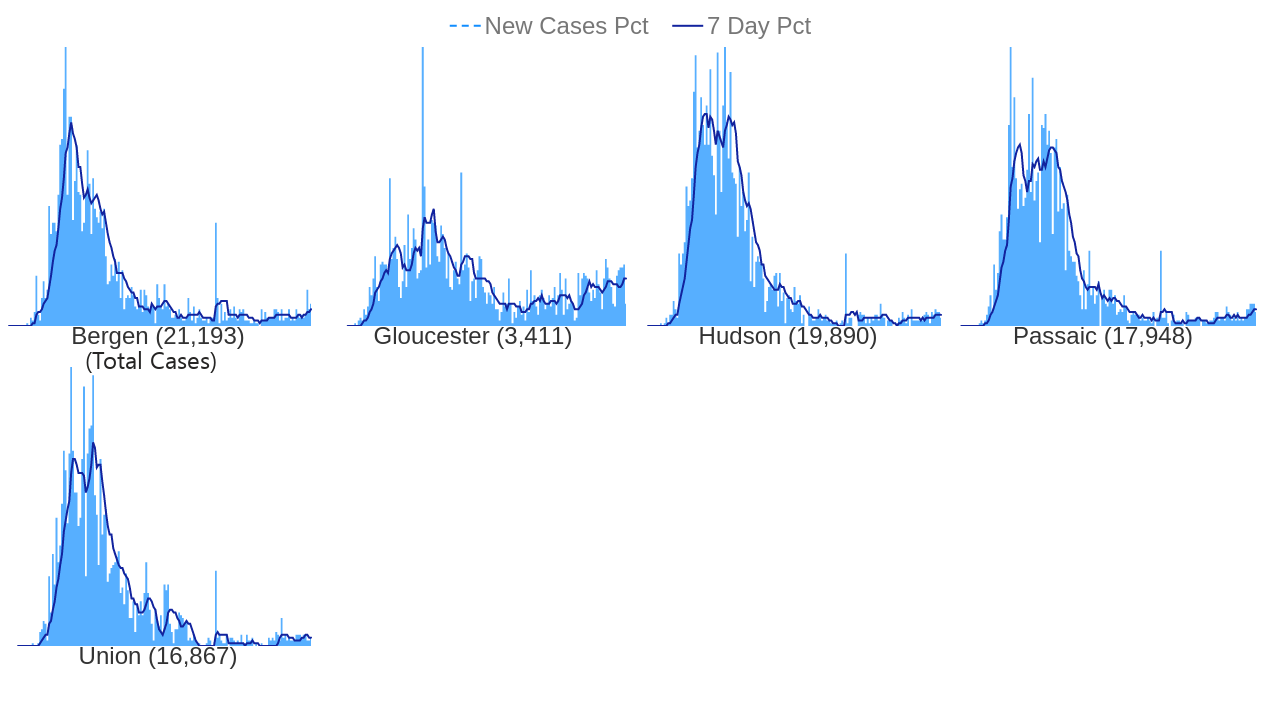 New Cases Pct 7 Day Pct
Bergen (21,193)
(Total Cases)
Gloucester (3,411)
Hudson (19,890)
Passaic (17,948)
Union (16,867)